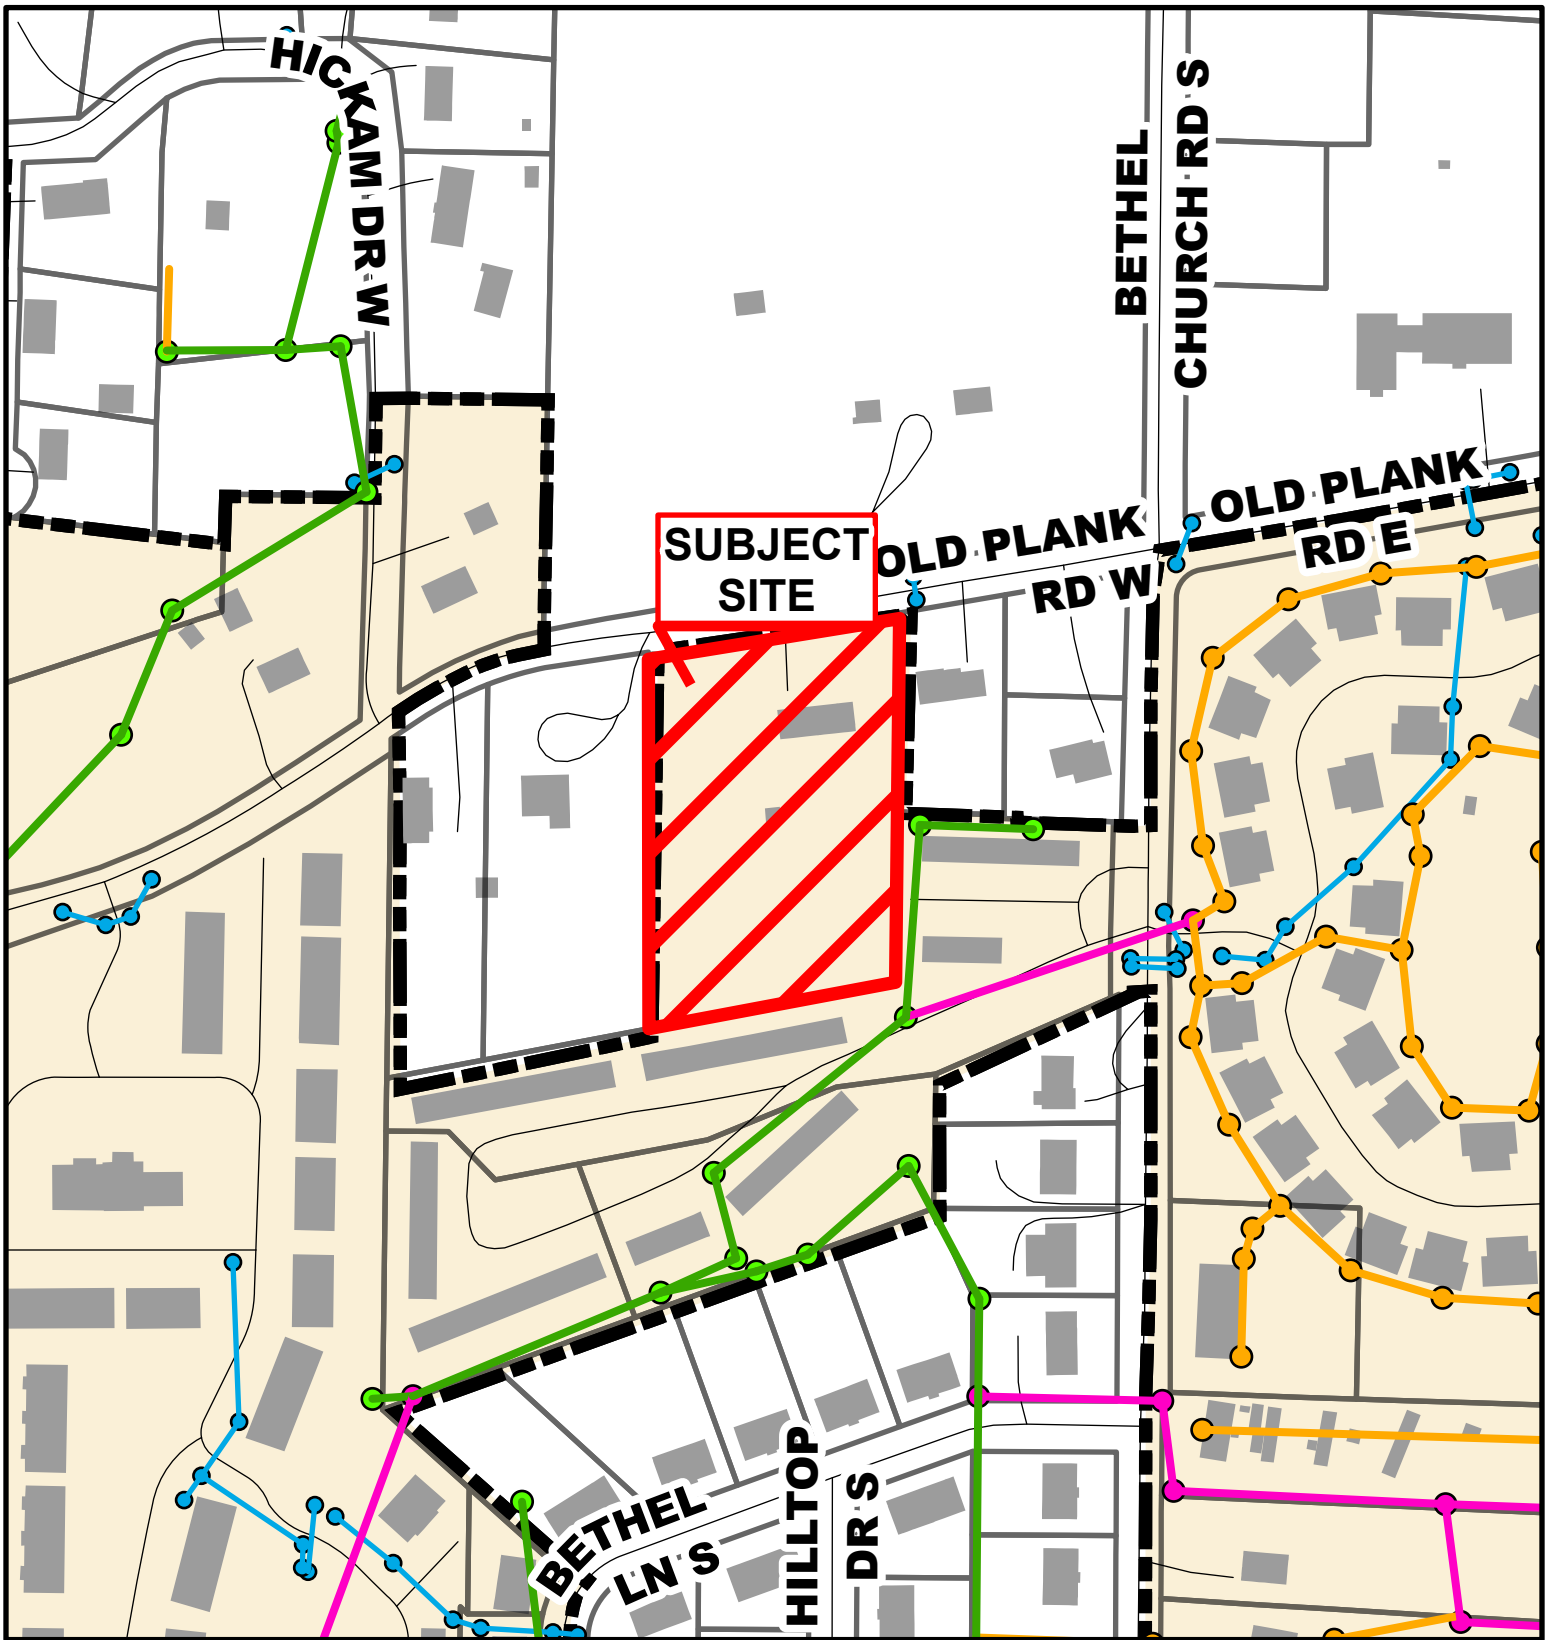 HICKAM DR W
BETHEL
CHURCH RD S
OLD PLANK
RD E
SUBJECT
SITE
OLD PLANK
RD W
BETHEL
LN S
HILLTOP
DR S